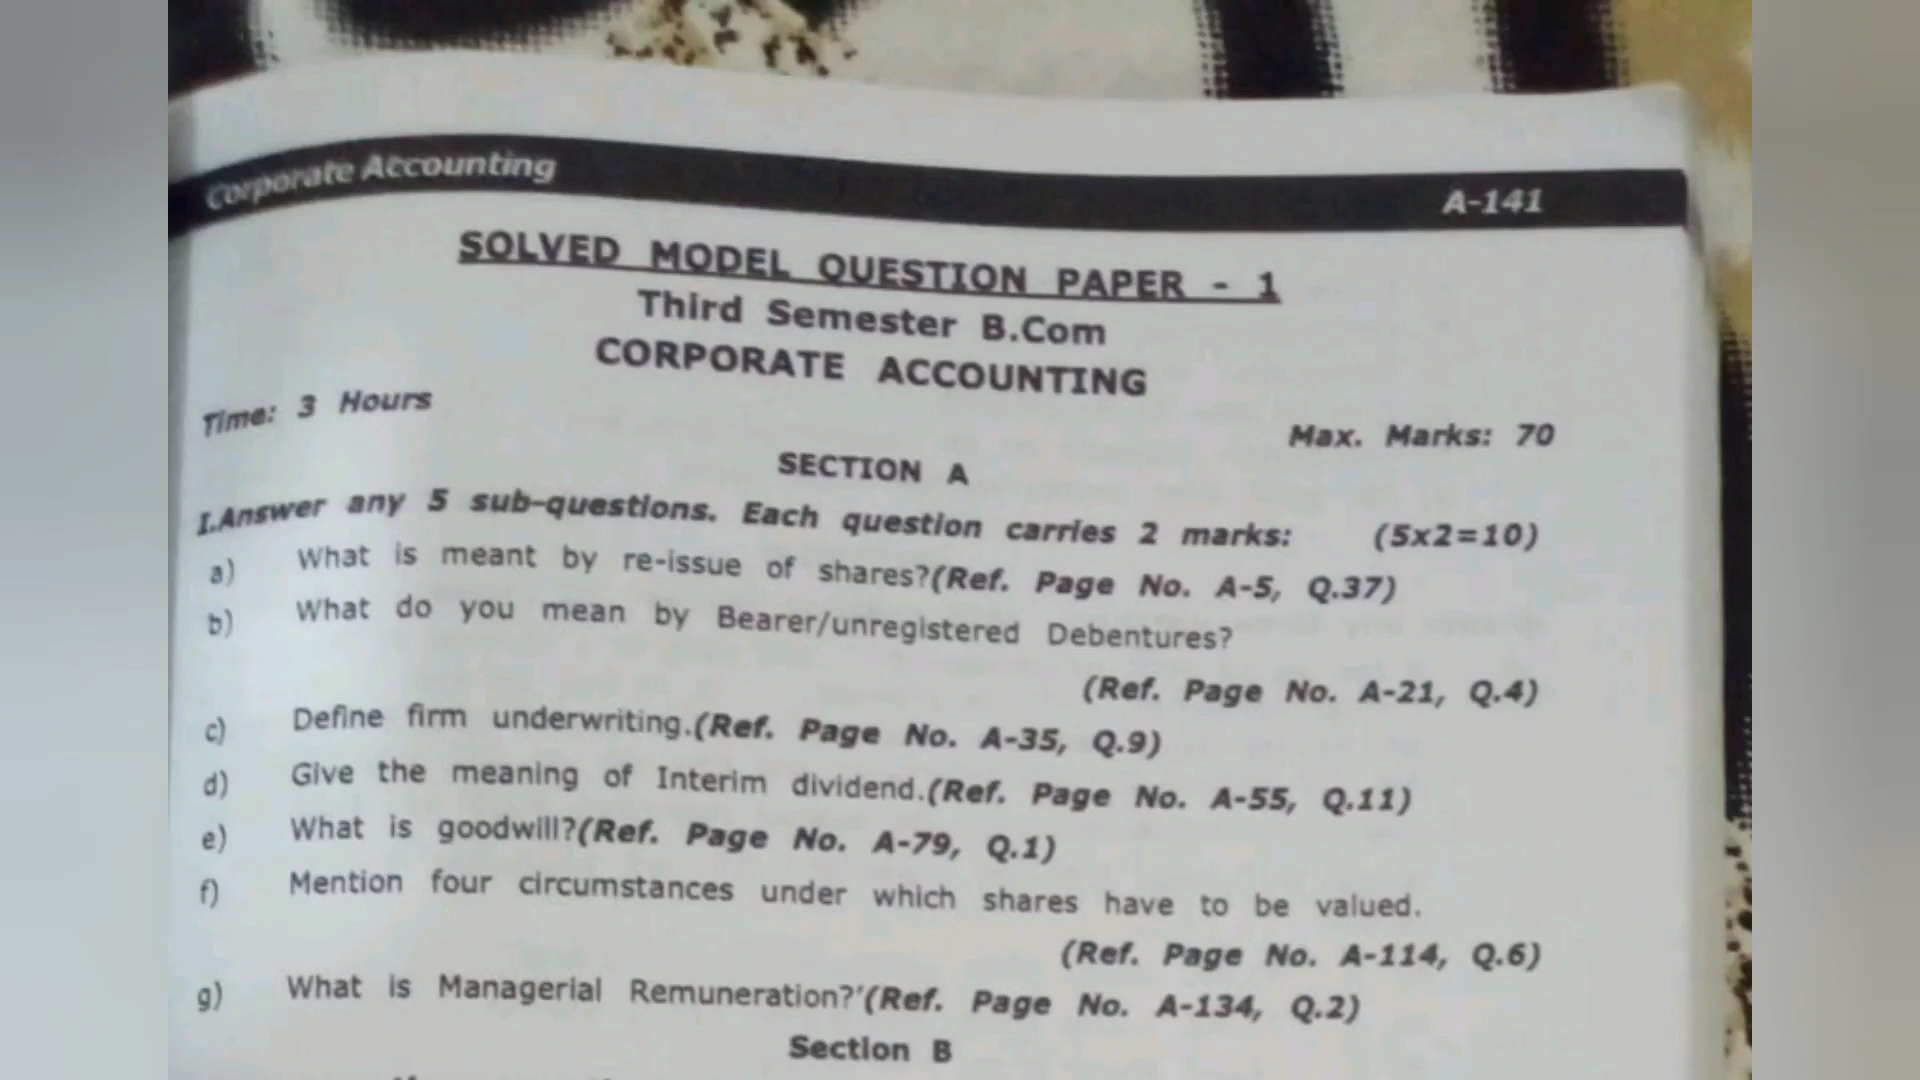 Corporate Accounting A-141
SOLVED MODEL QUESTION PAPER - 1
Third Semester B.Com
CORPORATE ACCOUNTING
Time: 3 Hours
Max. Marks: 70
SECTION A
I.Answer any 5 sub-questions. Each question carries 2 marks: (5x2=10)
a) What is meant by re-issue of shares?(Ref. Page No. A-5, Q.37)
b) What do you mean by Bearer/unregistered Debentures?
(Ref. Page No. A-21, Q.4)
c) Define firm underwriting.(Ref. Page No. A-35, Q.9)
d) Give the meaning of Interim dividend.(Ref. Page No. A-55, Q.11)
e) What is goodwill?(Ref. Page No. A-79, Q.1)
f) Mention four circumstances under which shares have to be valued.
(Ref. Page No. A-114, Q.6)
g) What is Managerial Remuneration?'(Ref. Page No. A-134, Q.2)
Section B